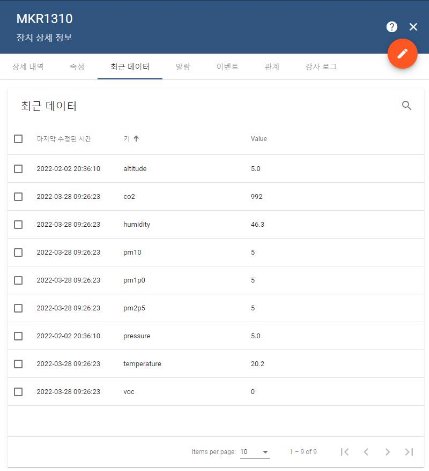 MKR1310
장치 상세 정보
상세 내역 속성 최근 데이터 알람 이벤트 관계 감사 로그
최근 데이터
마지막 수정된 시간 키 Value
2022-02-02 20:36:10 altitude 5.0
2022-03-28 09:26:23 co2 992
2022-03-28 09:26:23 humidity 46.3
2022-03-28 09:26:23 pm10 5
2022-03-28 09:26:23 pm1p0 5
2022-03-28 09:26:23 pm2p5 5
2022-02-02 20:36:10 pressure 5.0
2022-03-28 09:26:23 temperature 20.2
2022-03-28 09:26:23 voc 0
Items per page: 10 1 – 9 of 9